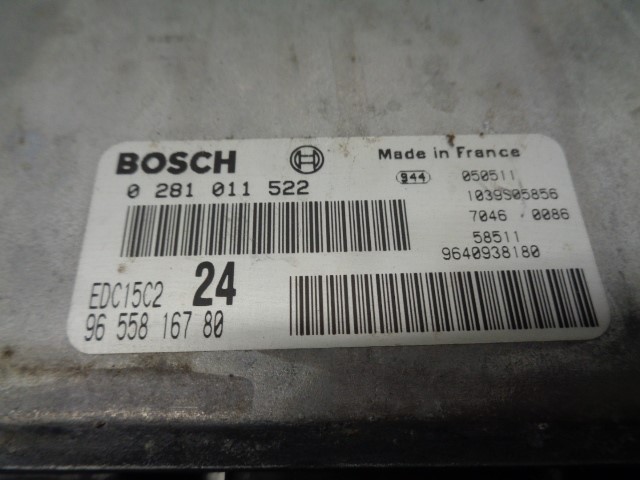 BOSCH Made in France
0 281 011 522 944 050511
1039S05856
7046 0086
58511
9640938180
EDC15C2 24
96 558 167 80